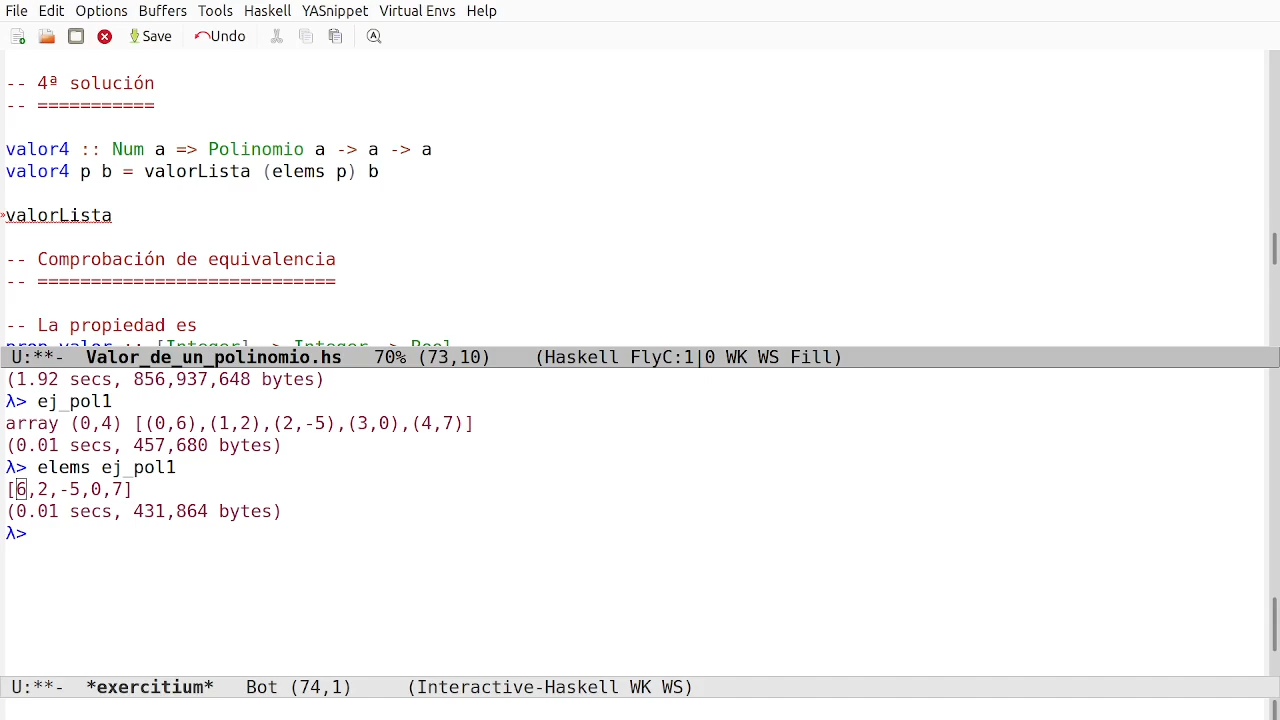 File Edit Options Buffers Tools Haskell YASnippet Virtual Envs Help
Save Undo
-- 4ª solución
-- ===========
valor4 :: Num a => Polinomio a -> a -> a
valor4 p b = valorLista (elems p) b
»valorLista
-- Comprobación de equivalencia
-- ============================
-- La propiedad es
prop_valor :: [Integer] -> Integer -> Bool
U:**- Valor_de_un_polinomio.hs 70% (73,10) (Haskell FlyC:1|0 WK WS Fill)
(1.92 secs, 856,937,648 bytes)
λ> ej_pol1
array (0,4) [(0,6),(1,2),(2,-5),(3,0),(4,7)]
(0.01 secs, 457,680 bytes)
λ> elems ej_pol1
[6,2,-5,0,7]
(0.01 secs, 431,864 bytes)
λ>
U:**- *exercitium* Bot (74,1) (Interactive-Haskell WK WS)